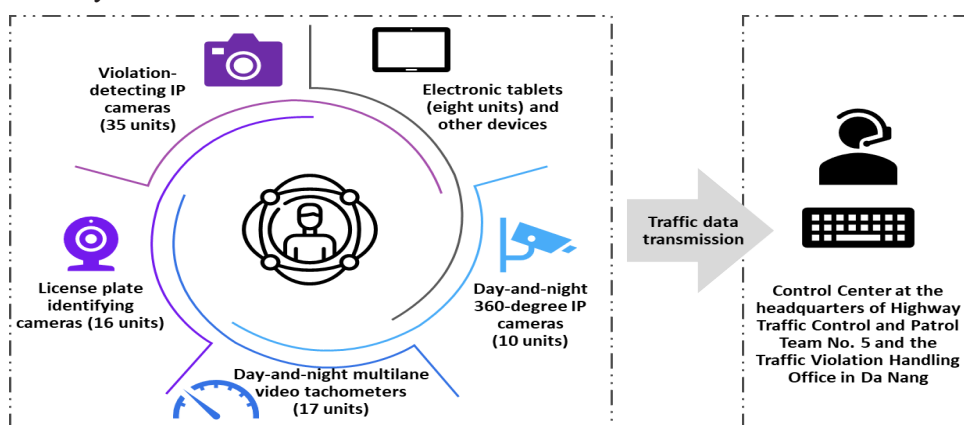 Violation-
detecting IP
cameras
(35 units)
Electronic tablets
(eight units) and
other devices
License plate
identifying
cameras (16 units)
Day-and-night
360-degree IP
cameras
(10 units)
Day-and-night multilane
video tachometers
(17 units)
Traffic data
transmission
Control Center at the
headquarters of Highway
Traffic Control and Patrol
Team No. 5 and the
Traffic Violation Handling
Office in Da Nang